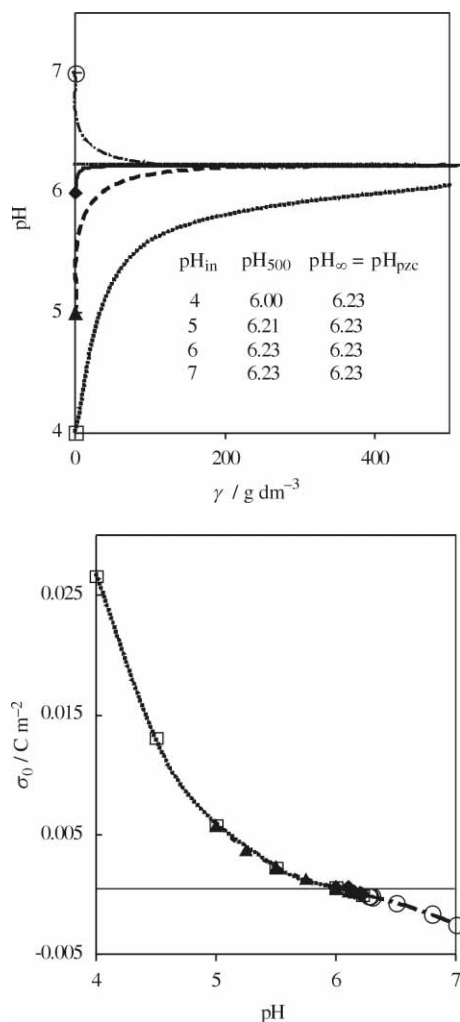 7
6
5
4
pH
pH_in pH_500 pH_∞ = pH_pzc
4 6.00 6.23
5 6.21 6.23
6 6.23 6.23
7 6.23 6.23
0 200 400
γ / g dm⁻³
0.025
0.015
0.005
-0.005
σ₀ / C m⁻²
4 5 6 7
pH